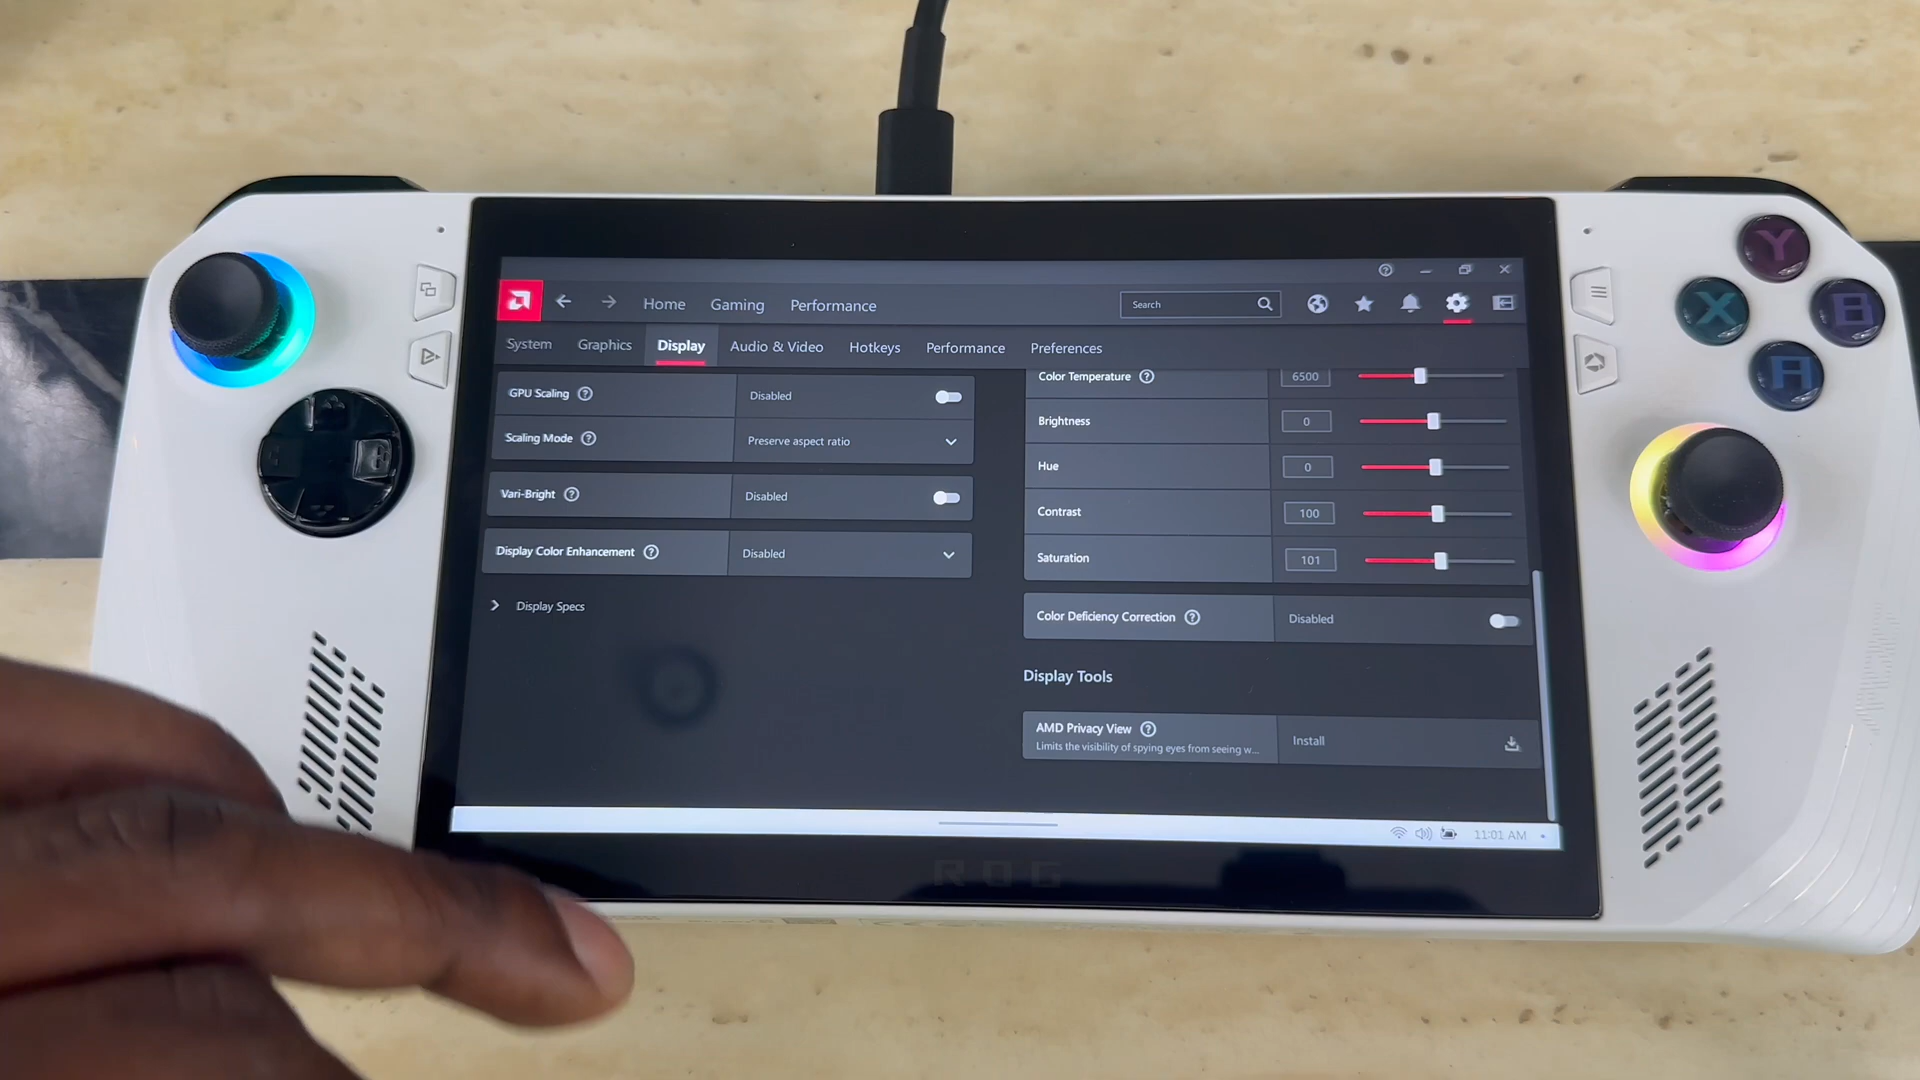 Home Gaming Performance
Search
System Graphics Display Audio & Video Hotkeys Performance Preferences
GPU Scaling ? Disabled
Scaling Mode ? Preserve aspect ratio
Vari-Bright ? Disabled
Display Color Enhancement ? Disabled
Display Specs
Color Temperature ? 6500
Brightness 0
Hue 0
Contrast 100
Saturation 101
Color Deficiency Correction ? Disabled
Display Tools
AMD Privacy View ? Install
Limits the visibility of spying eyes from seeing w...
11:01 AM
ROG
Y
X
B
A